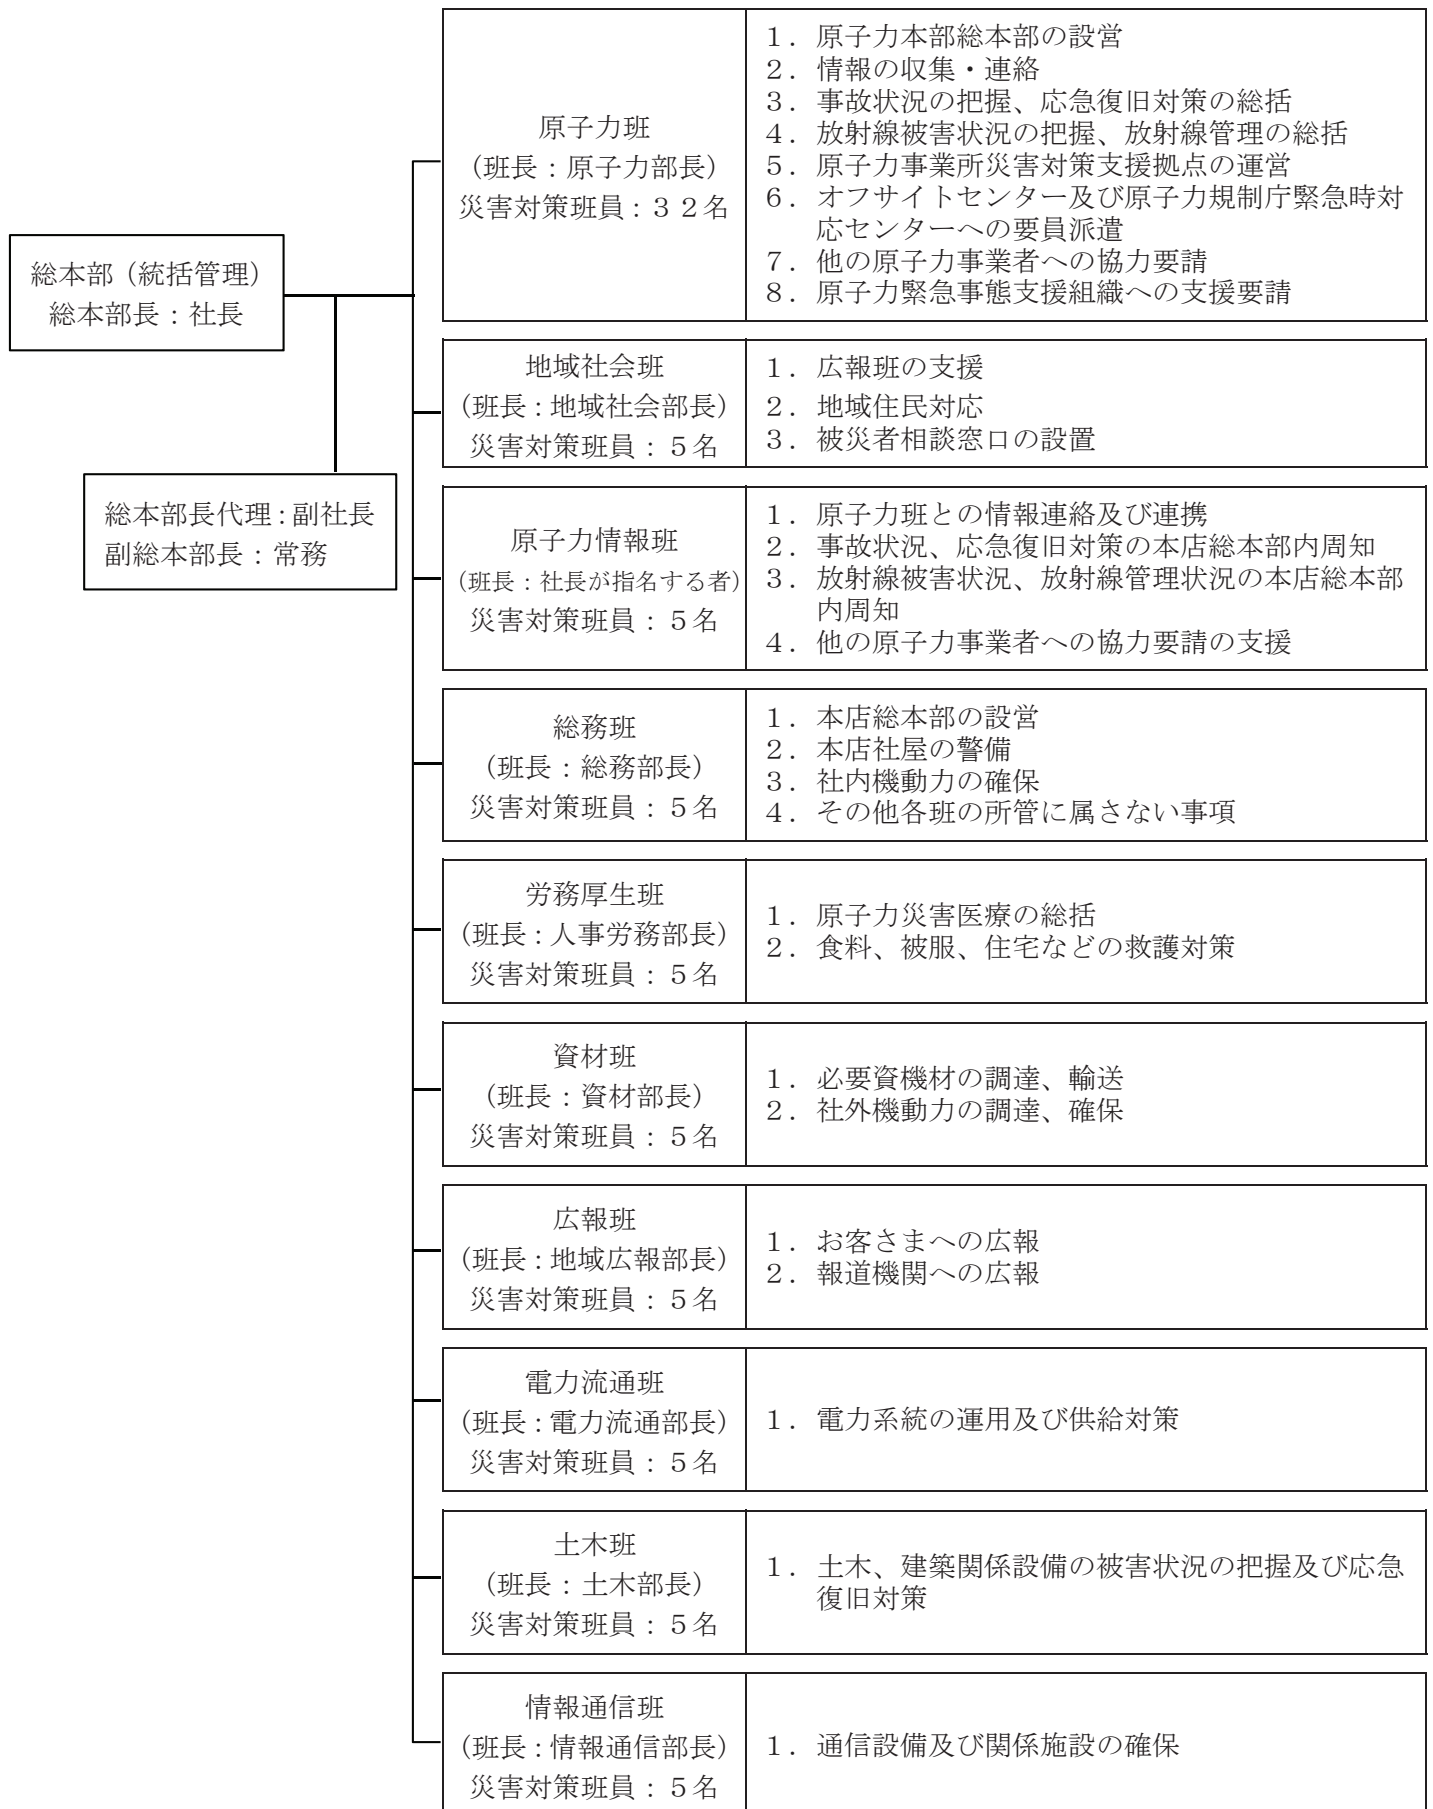 総本部（統括管理）
総本部長：社長
総本部長代理：副社長
副総本部長：常務
原子力班
（班長：原子力部長）
災害対策班員：３２名
１．原子力本部総本部の設営
２．情報の収集・連絡
３．事故状況の把握、応急復旧対策の総括
４．放射線被害状況の把握、放射線管理の総括
５．原子力事業所災害対策支援拠点の運営
６．オフサイトセンター及び原子力規制庁緊急時対
応センターへの要員派遣
７．他の原子力事業者への協力要請
８．原子力緊急事態支援組織への支援要請
地域社会班
（班長：地域社会部長）
災害対策班員：５名
１．広報班の支援
２．地域住民対応
３．被災者相談窓口の設置
原子力情報班
（班長：社長が指名する者）
災害対策班員：５名
１．原子力班との情報連絡及び連携
２．事故状況、応急復旧対策の本店総本部内周知
３．放射線被害状況、放射線管理状況の本店総本部
内周知
４．他の原子力事業者への協力要請の支援
総務班
（班長：総務部長）
災害対策班員：５名
１．本店総本部の設営
２．本店社屋の警備
３．社内機動力の確保
４．その他各班の所管に属さない事項
労務厚生班
（班長：人事労務部長）
災害対策班員：５名
１．原子力災害医療の総括
２．食料、被服、住宅などの救護対策
資材班
（班長：資材部長）
災害対策班員：５名
１．必要資機材の調達、輸送
２．社外機動力の調達、確保
広報班
（班長：地域広報部長）
災害対策班員：５名
１．お客さまへの広報
２．報道機関への広報
電力流通班
（班長：電力流通部長）
災害対策班員：５名
１．電力系統の運用及び供給対策
土木班
（班長：土木部長）
災害対策班員：５名
１．土木、建築関係設備の被害状況の把握及び応急
復旧対策
情報通信班
（班長：情報通信部長）
災害対策班員：５名
１．通信設備及び関係施設の確保